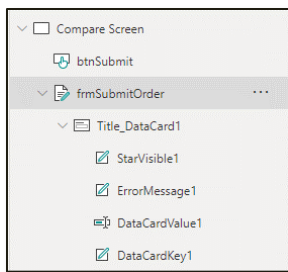 Compare Screen
btnSubmit
frmSubmitOrder ...
Title_DataCard1
StarVisible1
ErrorMessage1
DataCardValue1
DataCardKey1